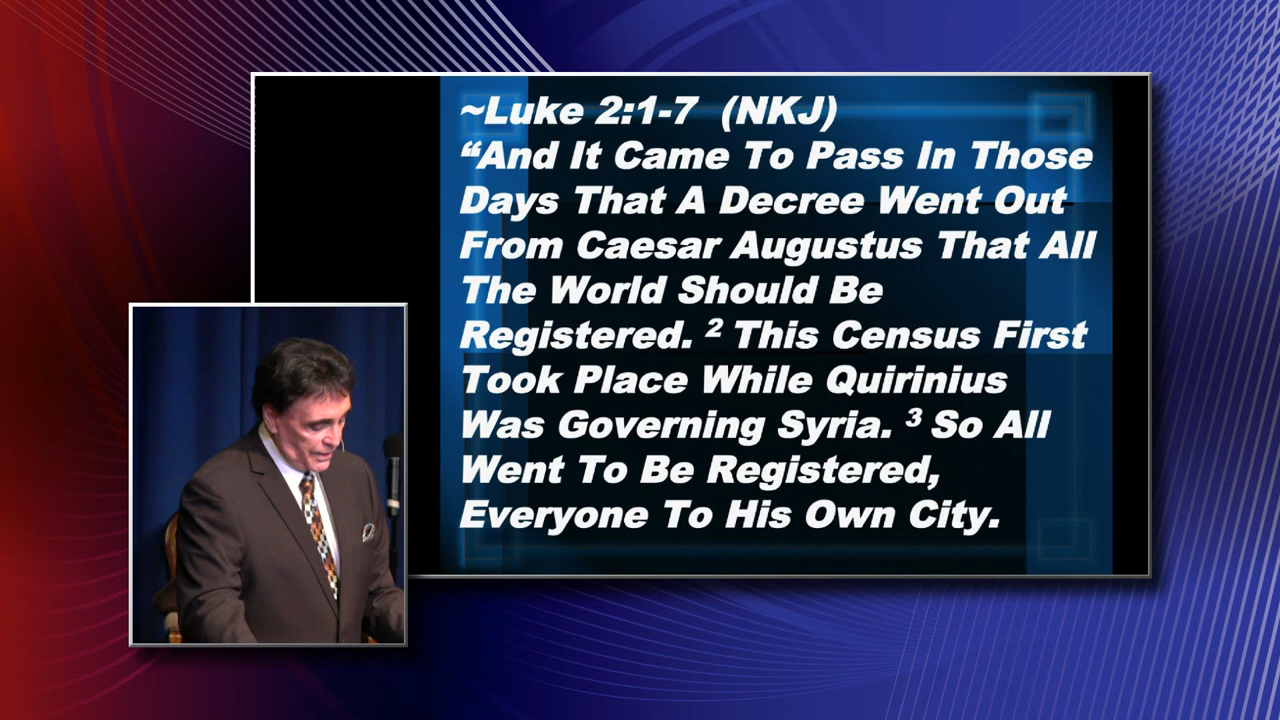 ~Luke 2:1-7 (NKJ)
“And It Came To Pass In Those
Days That A Decree Went Out
From Caesar Augustus That All
The World Should Be
Registered. ² This Census First
Took Place While Quirinius
Was Governing Syria. ³ So All
Went To Be Registered,
Everyone To His Own City.